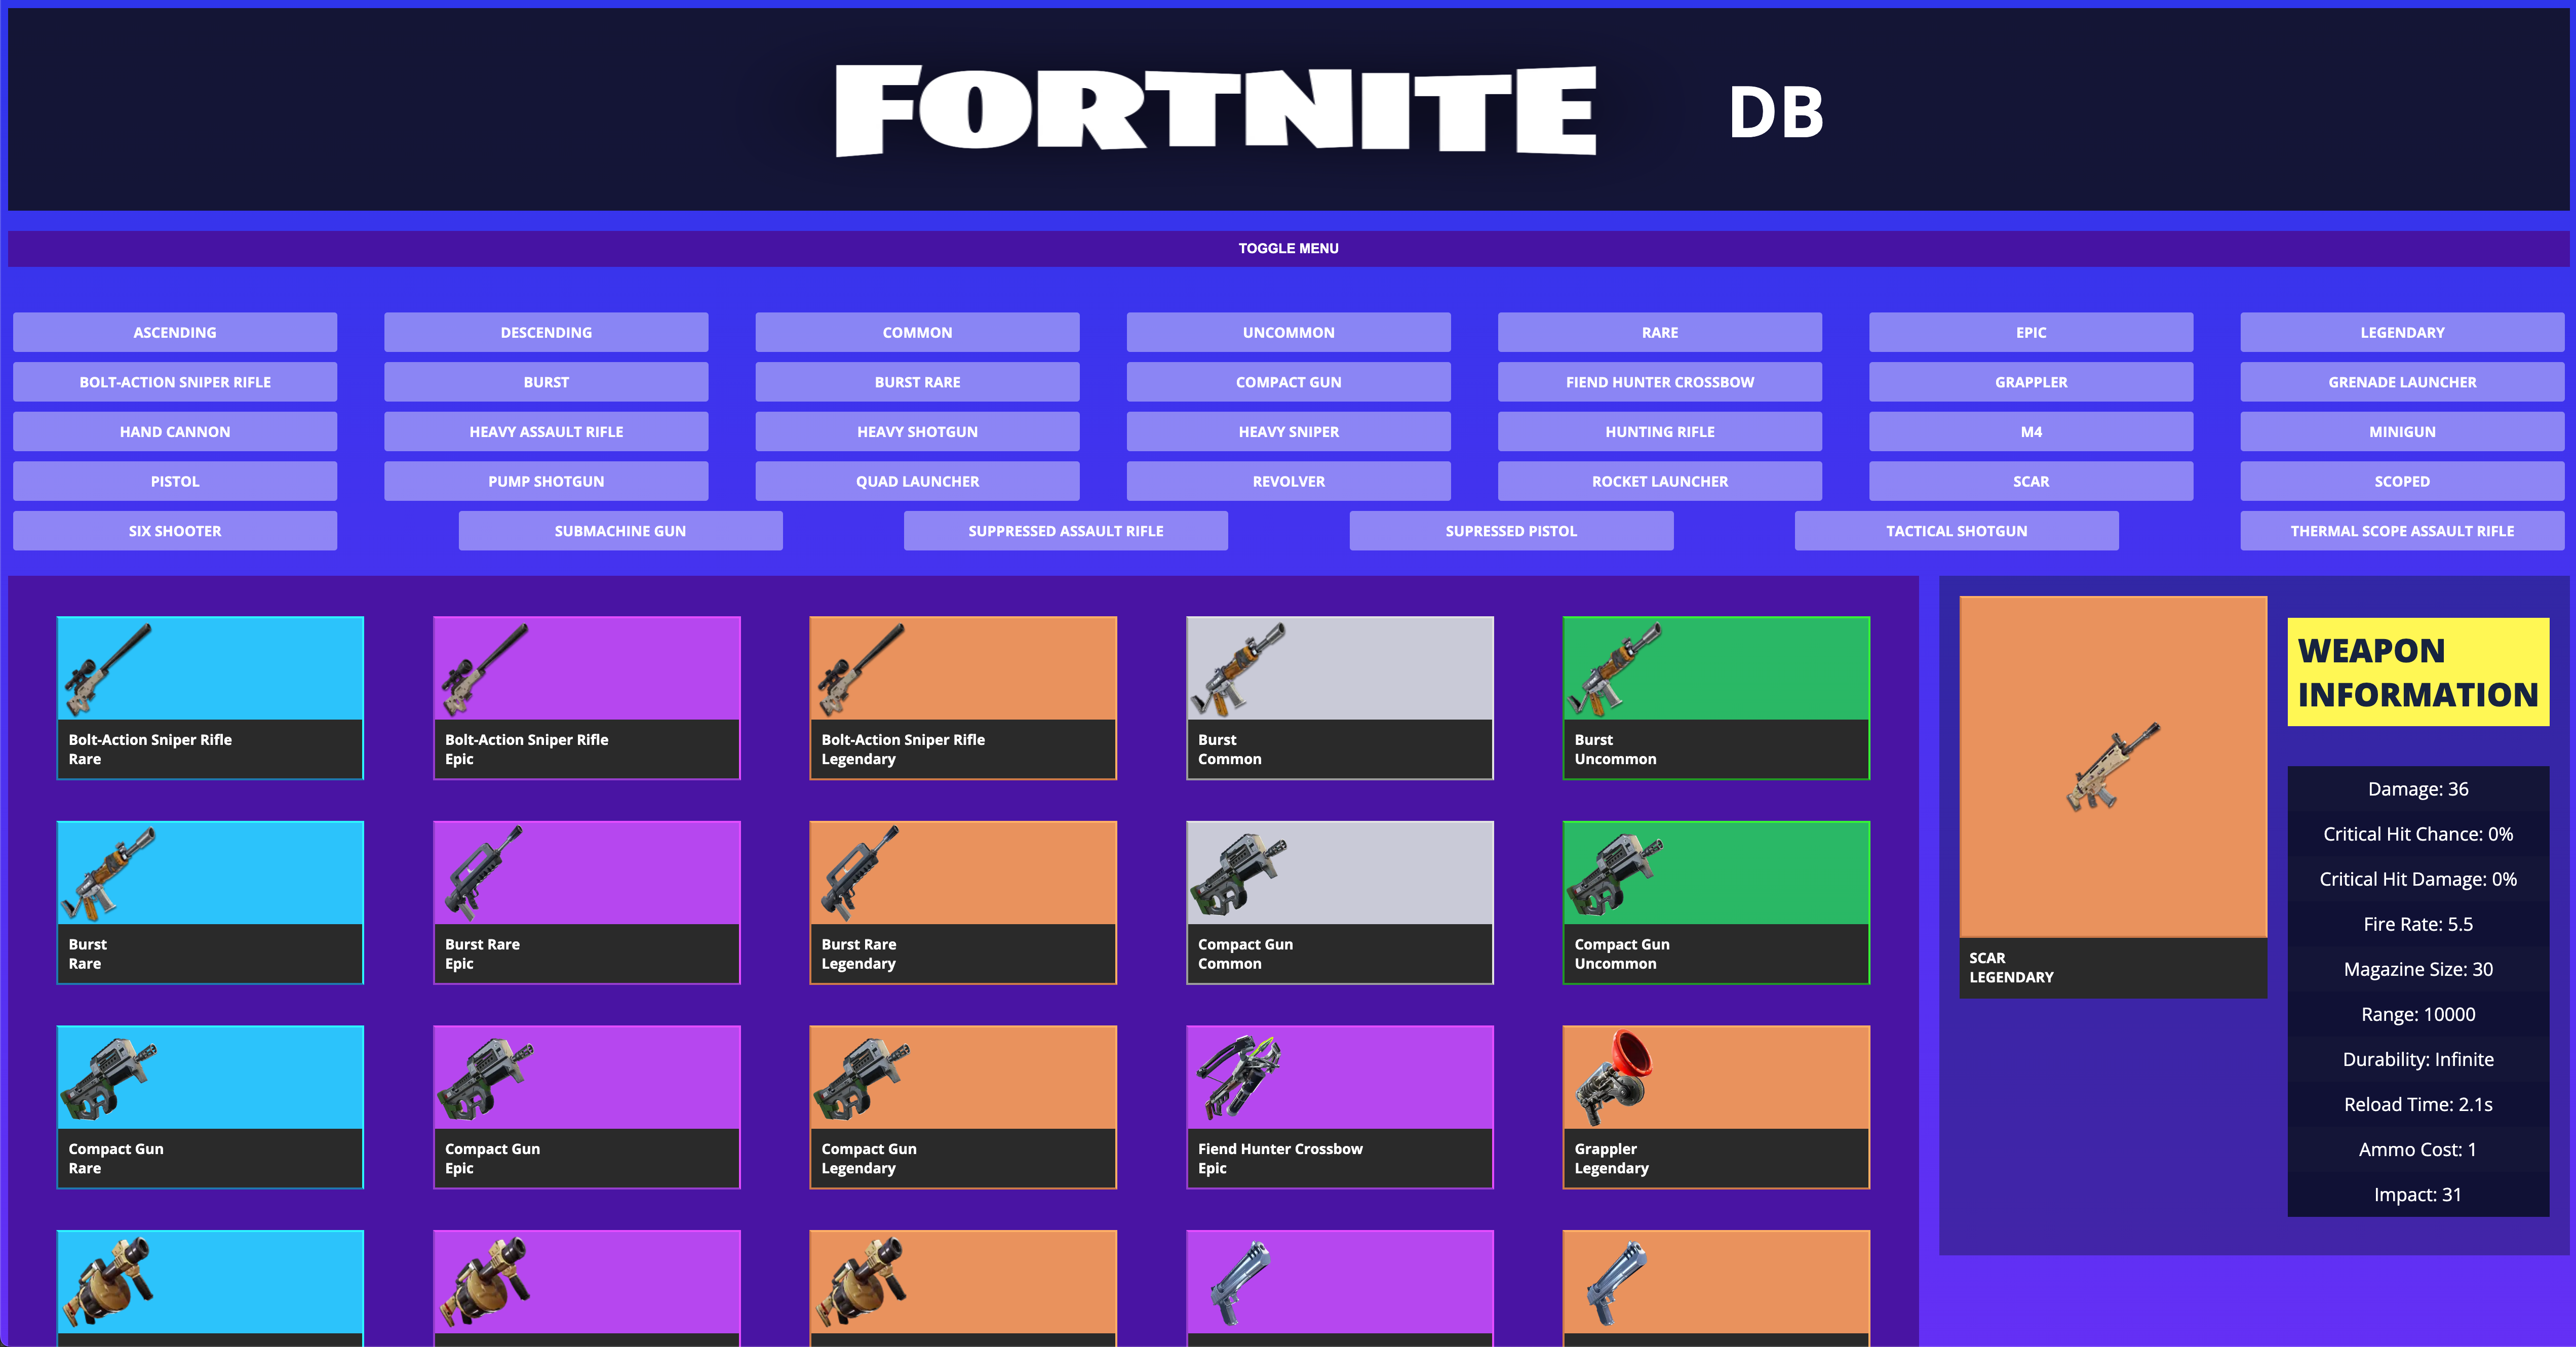 FORTNITE DB
TOGGLE MENU
ASCENDING DESCENDING COMMON UNCOMMON RARE EPIC LEGENDARY
BOLT-ACTION SNIPER RIFLE BURST BURST RARE COMPACT GUN FIEND HUNTER CROSSBOW GRAPPLER GRENADE LAUNCHER
HAND CANNON HEAVY ASSAULT RIFLE HEAVY SHOTGUN HEAVY SNIPER HUNTING RIFLE M4 MINIGUN
PISTOL PUMP SHOTGUN QUAD LAUNCHER REVOLVER ROCKET LAUNCHER SCAR SCOPED
SIX SHOOTER SUBMACHINE GUN SUPPRESSED ASSAULT RIFLE SUPRESSED PISTOL TACTICAL SHOTGUN THERMAL SCOPE ASSAULT RIFLE
Bolt-Action Sniper Rifle
Rare
Bolt-Action Sniper Rifle
Epic
Bolt-Action Sniper Rifle
Legendary
Burst
Common
Burst
Uncommon
Burst
Rare
Burst Rare
Epic
Burst Rare
Legendary
Compact Gun
Common
Compact Gun
Uncommon
Compact Gun
Rare
Compact Gun
Epic
Compact Gun
Legendary
Fiend Hunter Crossbow
Epic
Grappler
Legendary
SCAR
LEGENDARY
WEAPON
INFORMATION
Damage: 36
Critical Hit Chance: 0%
Critical Hit Damage: 0%
Fire Rate: 5.5
Magazine Size: 30
Range: 10000
Durability: Infinite
Reload Time: 2.1s
Ammo Cost: 1
Impact: 31